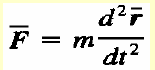 F̅ = m d²r̅/dt²